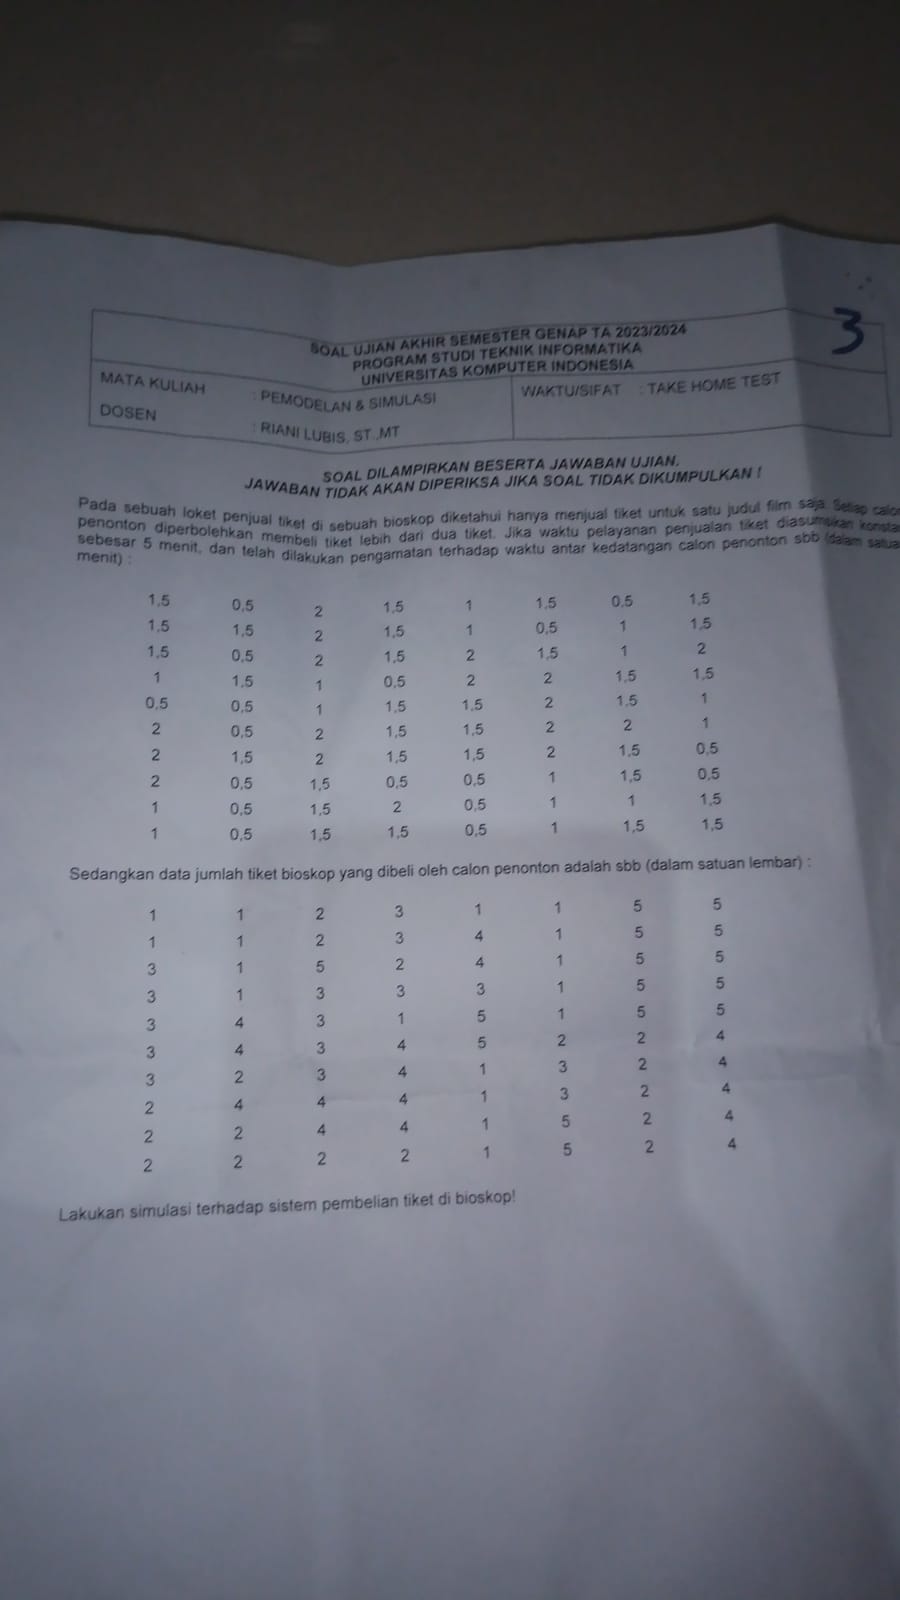 3
SOAL UJIAN AKHIR SEMESTER GENAP TA 2023/2024
PROGRAM STUDI TEKNIK INFORMATIKA
UNIVERSITAS KOMPUTER INDONESIA
MATA KULIAH : PEMODELAN & SIMULASI WAKTU/SIFAT : TAKE HOME TEST
DOSEN : RIANI LUBIS, ST.,MT
SOAL DILAMPIRKAN BESERTA JAWABAN UJIAN.
JAWABAN TIDAK AKAN DIPERIKSA JIKA SOAL TIDAK DIKUMPULKAN !
Pada sebuah loket penjual tiket di sebuah bioskop diketahui hanya menjual tiket untuk satu judul film saja. Setiap calon
penonton diperbolehkan membeli tiket lebih dari dua tiket. Jika waktu pelayanan penjualan tiket diasumsikan konsta
sebesar 5 menit, dan telah dilakukan pengamatan terhadap waktu antar kedatangan calon penonton sbb (dalam satua
menit) :
1,5 0,5 2 1,5 1 1,5 0,5 1,5
1,5 1,5 2 1,5 1 0,5 1 1,5
1,5 0,5 2 1,5 2 1,5 1 2
1 1,5 1 0,5 2 2 1,5 1,5
0,5 0,5 1 1,5 1,5 2 1,5 1
2 0,5 2 1,5 1,5 2 2 1
2 1,5 2 1,5 1,5 2 1,5 0,5
2 0,5 1,5 0,5 0,5 1 1,5 0,5
1 0,5 1,5 2 0,5 1 1 1,5
1 0,5 1,5 1,5 0,5 1 1,5 1,5
Sedangkan data jumlah tiket bioskop yang dibeli oleh calon penonton adalah sbb (dalam satuan lembar) :
1 1 2 3 1 1 5 5
1 1 2 3 4 1 5 5
3 1 5 2 4 1 5 5
3 1 3 3 3 1 5 5
3 4 3 1 5 1 5 5
3 4 3 4 5 2 2 4
3 2 3 4 1 3 2 4
2 4 4 4 1 3 2 4
2 2 4 4 1 5 2 4
2 2 2 2 1 5 2 4
Lakukan simulasi terhadap sistem pembelian tiket di bioskop!